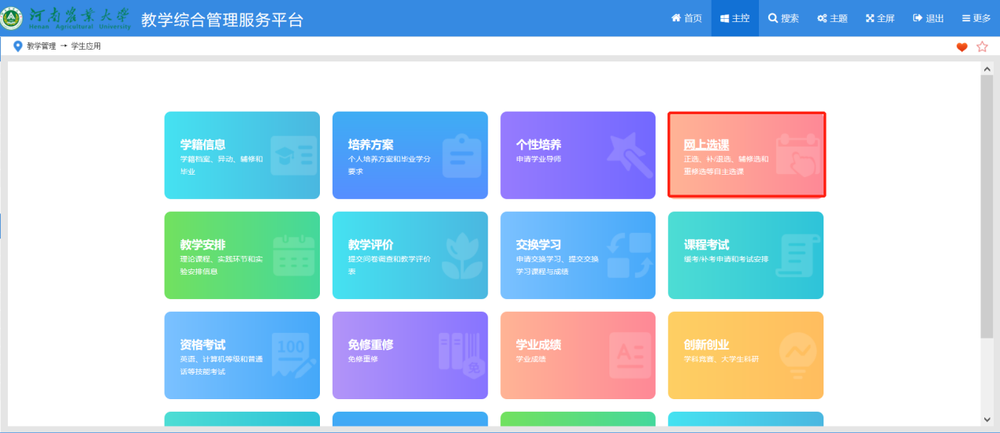 河南农业大学
Henan Agricultural University
教学综合管理服务平台
首页 主控 搜索 主题 全屏 退出 更多
教学管理 → 学生应用
学籍信息
学籍档案、异动、辅修和
毕业
培养方案
个人培养方案和毕业学分
要求
个性培养
申请学业导师
网上选课
正选、补/退选、辅修选和
重修选等自主选课
教学安排
理论课程、实践环节和实
验安排信息
教学评价
提交问卷调查和教学评价
表
交换学习
申请交换学习、提交交换
学习课程与成绩
课程考试
缓考/补考申请和考试安排
资格考试
英语、计算机等级和普通
话等技能考试
100
免修重修
免修重修
免
学业成绩
学业成绩
A
创新创业
学科竞赛、大学生科研